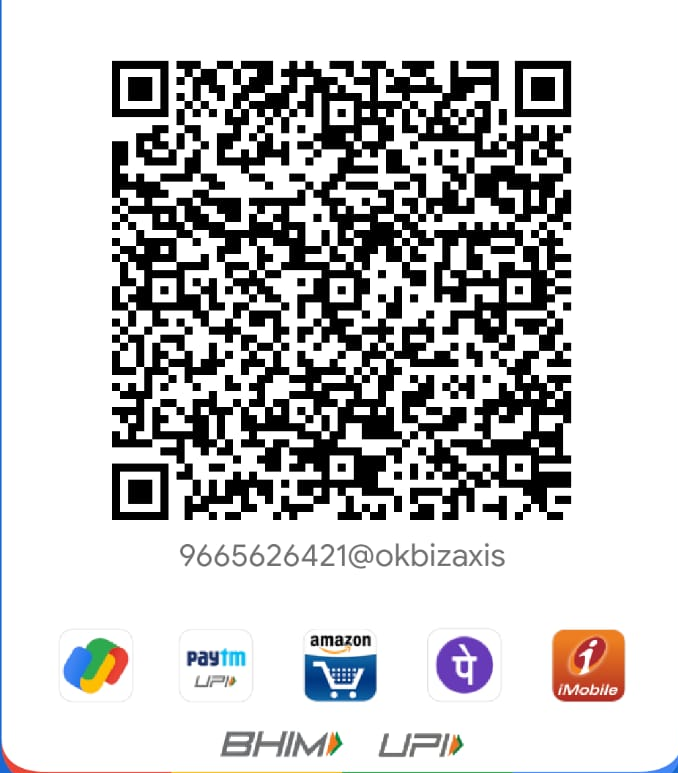 9665626421@okbizaxis
paytm
UPI
amazon
पे
i
iMobile
BHIM UPI